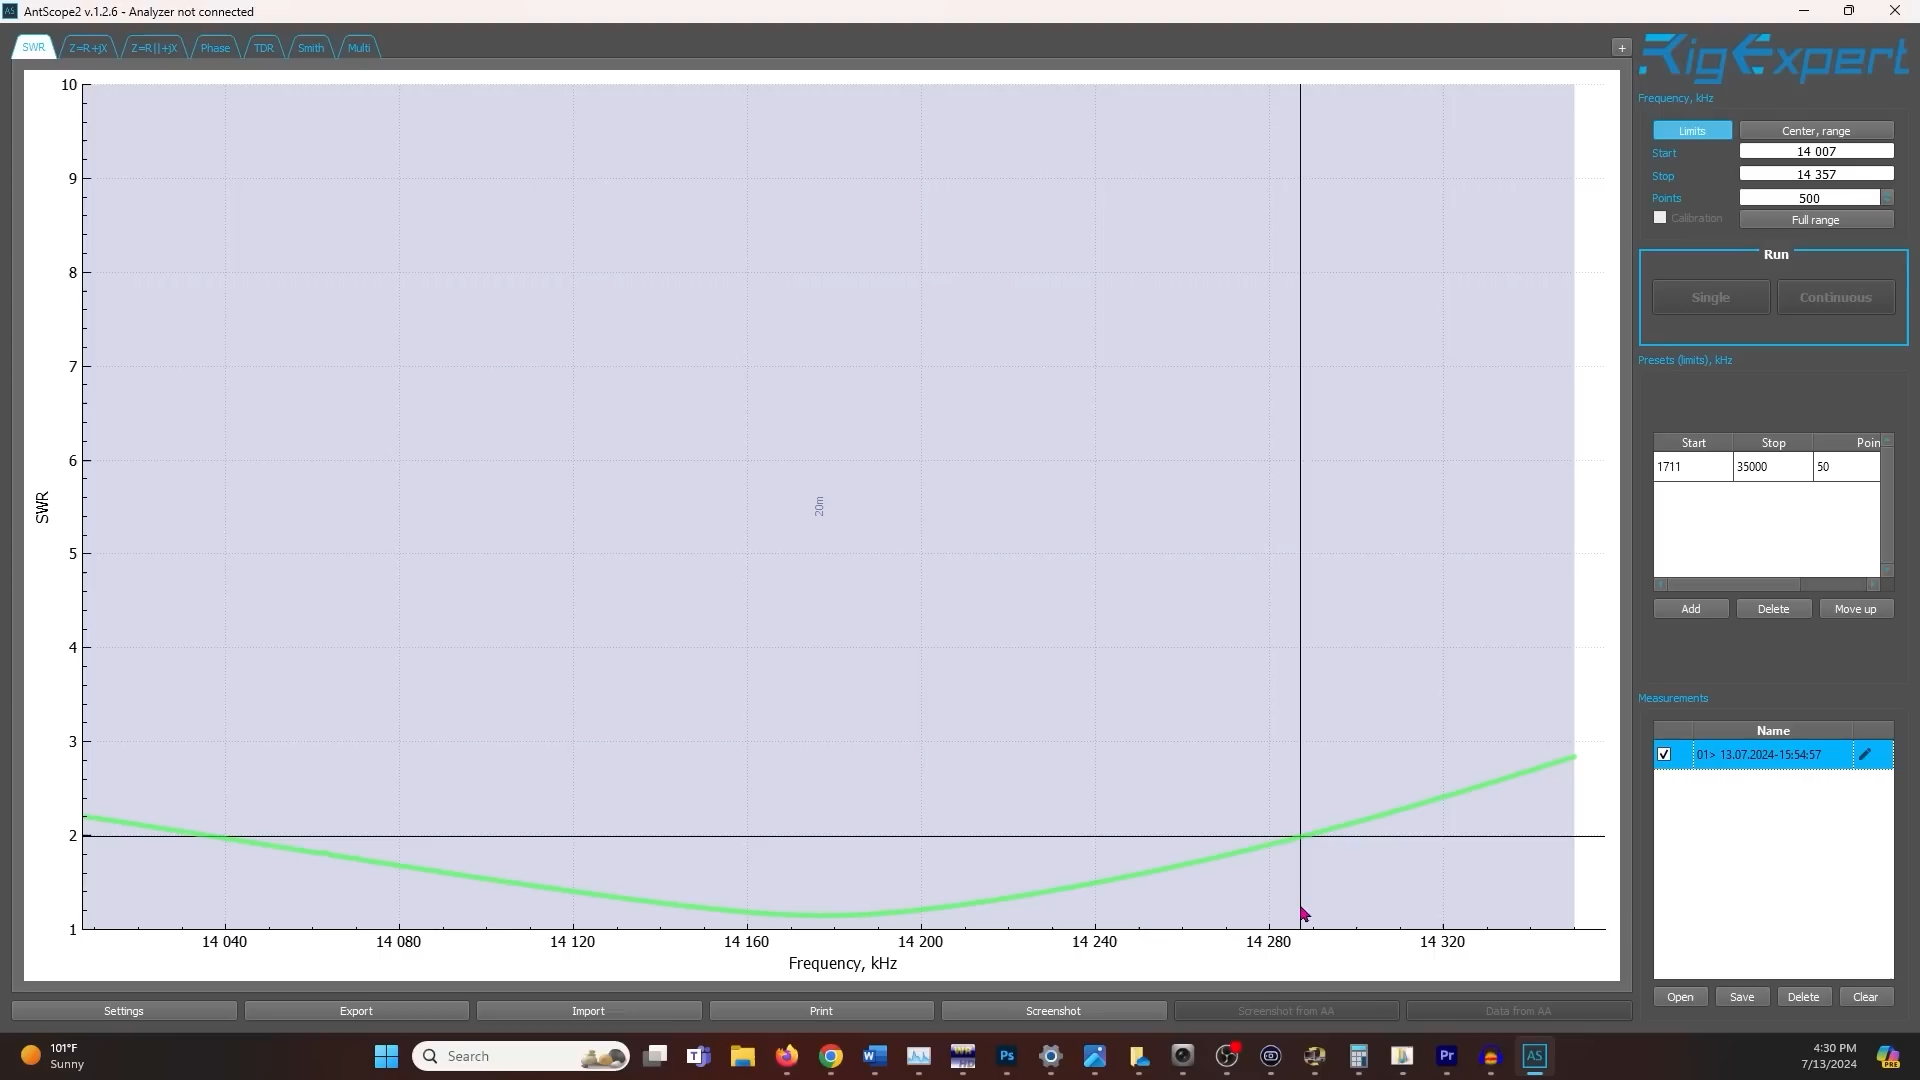 AS AntScope2 v.1.2.6 - Analyzer not connected
SWR Z=R+jX Z=R||+jX Phase TDR Smith Multi +
RigExpert
Frequency, kHz
Limits Center, range
Start 14 007
Stop 14 357
Points 500
Calibration Full range
Run
Single Continuous
Presets (limits), kHz
Start Stop Poin
1711 35000 50
Add Delete Move up
Measurements
Name
01> 13.07.2024-15:54:57
Open Save Delete Clear
10
9
8
7
6
5
4
3
2
1
SWR
20m
14 040 14 080 14 120 14 160 14 200 14 240 14 280 14 320
Frequency, kHz
Settings Export Import Print Screenshot Screenshot from AA Data from AA
101°F
Sunny
Search
4:30 PM
7/13/2024